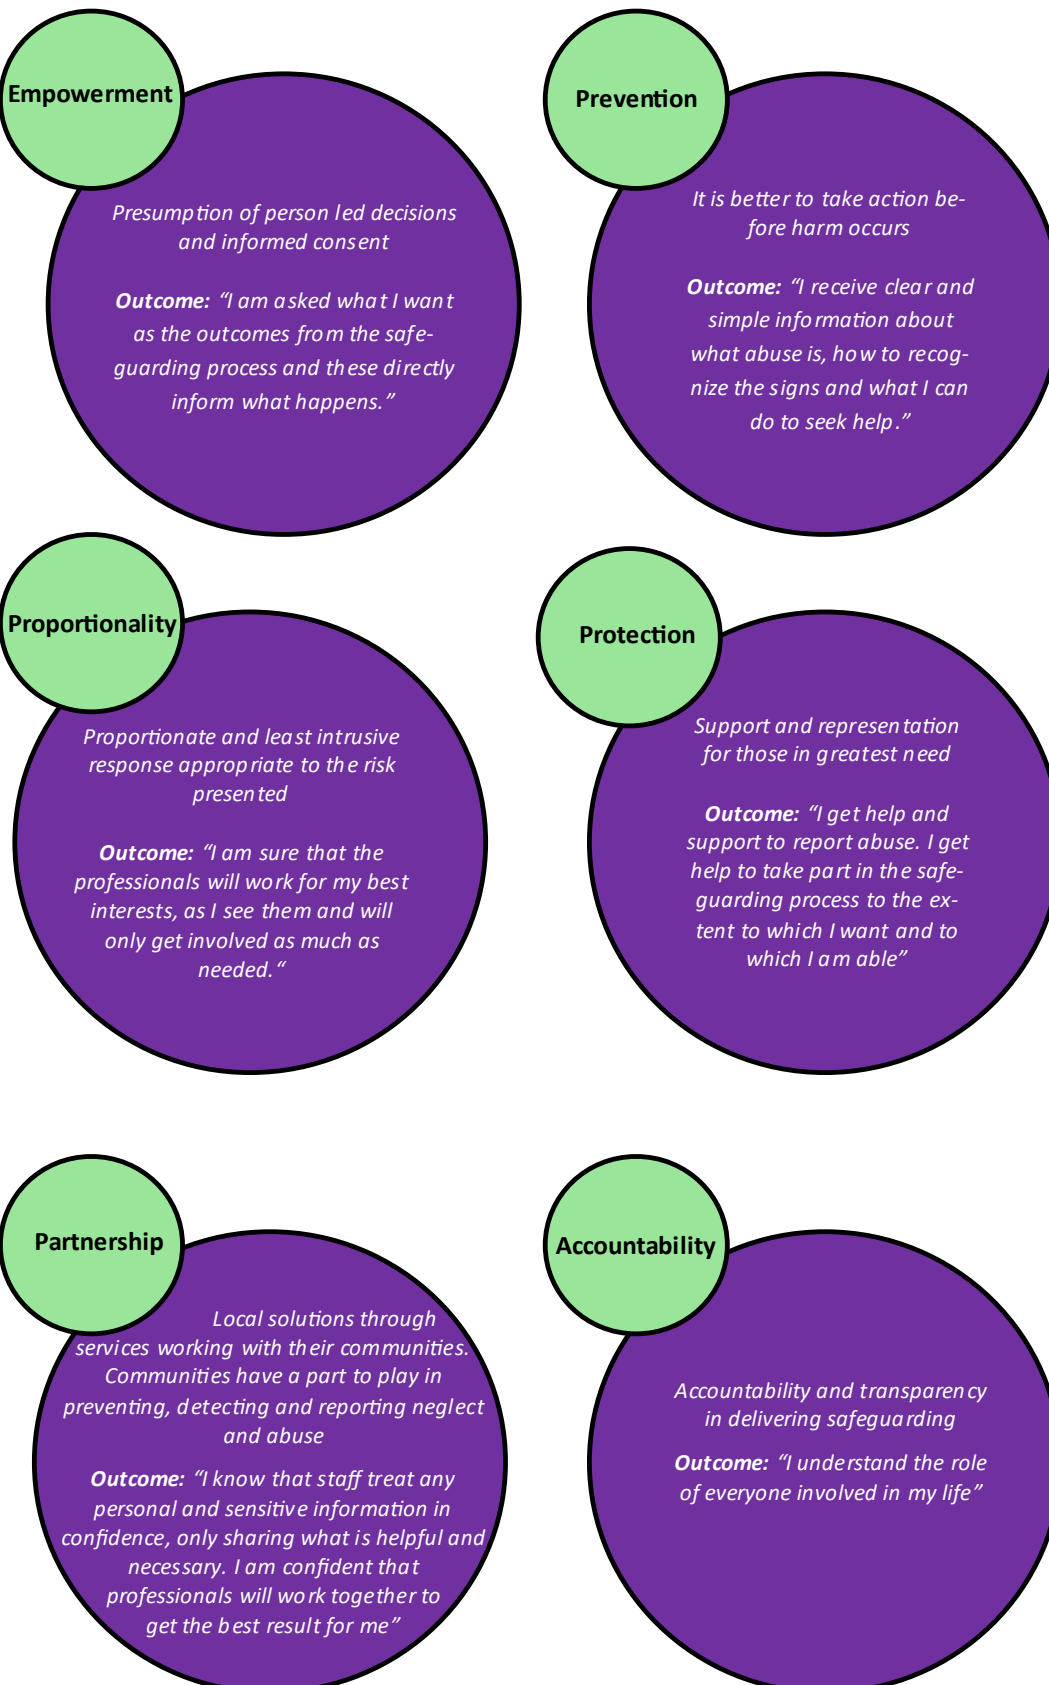 Empowerment
Presumption of person led decisions
and informed consent
Outcome: “I am asked what I want
as the outcomes from the safe-
guarding process and these directly
inform what happens.”
Prevention
It is better to take action be-
fore harm occurs
Outcome: “I receive clear and
simple information about
what abuse is, how to recog-
nize the signs and what I can
do to seek help.”
Proportionality
Proportionate and least intrusive
response appropriate to the risk
presented
Outcome: “I am sure that the
professionals will work for my best
interests, as I see them and will
only get involved as much as
needed.“
Protection
Support and representation
for those in greatest need
Outcome: “I get help and
support to report abuse. I get
help to take part in the safe-
guarding process to the ex-
tent to which I want and to
which I am able”
Partnership
Local solutions through
services working with their communities.
Communities have a part to play in
preventing, detecting and reporting neglect
and abuse
Outcome: “I know that staff treat any
personal and sensitive information in
confidence, only sharing what is helpful and
necessary. I am confident that
professionals will work together to
get the best result for me”
Accountability
Accountability and transparency
in delivering safeguarding
Outcome: “I understand the role
of everyone involved in my life”